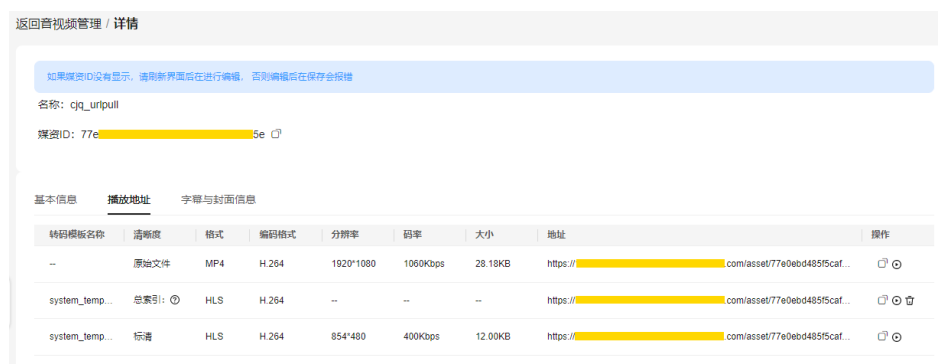 返回音视频管理 / 详情
如果媒资ID没有显示，请刷新界面后在进行编辑， 否则编辑后在保存会报错
名称：cjq_urlpull
媒资ID：77e 5e
基本信息 播放地址 字幕与封面信息
转码模板名称 清晰度 格式 编码格式 分辨率 码率 大小 地址 操作
-- 原始文件 MP4 H.264 1920*1080 1060Kbps 28.18KB https:// .com/asset/77e0ebd485f5caf...
system_temp... 总索引： HLS H.264 -- -- -- https:// .com/asset/77e0ebd485f5caf...
system_temp... 标清 HLS H.264 854*480 400Kbps 12.00KB https:// .com/asset/77e0ebd485f5caf...